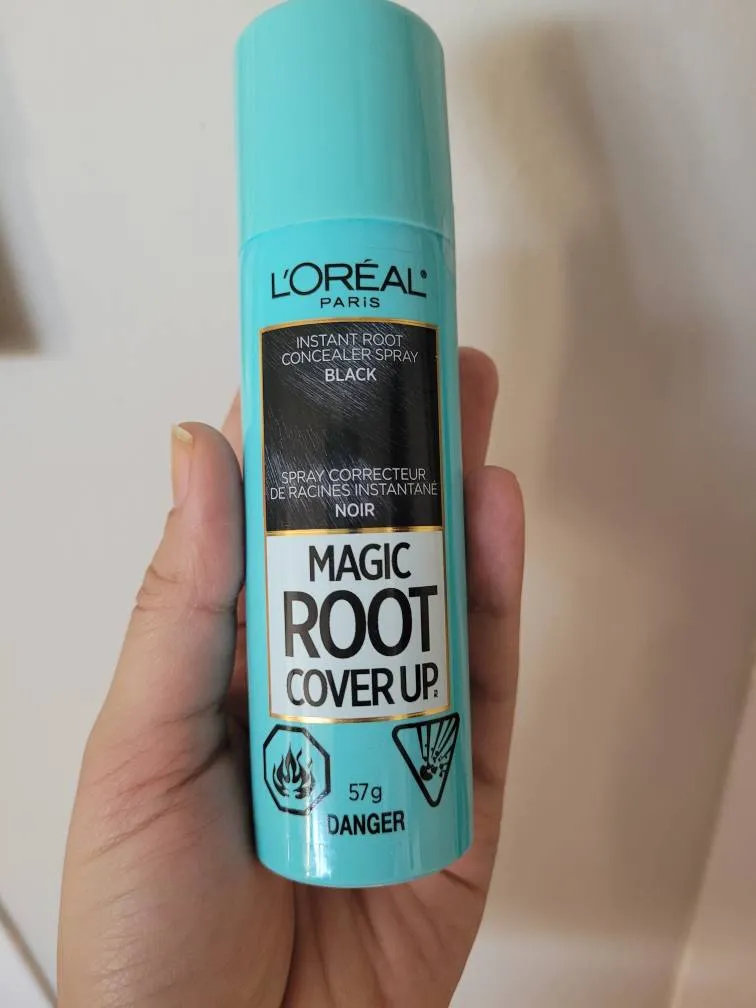 L'ORÉAL®
PARiS
INSTANT ROOT
CONCEALER SPRAY
BLACK
SPRAY CORRECTEUR
DE RACINES INSTANTANÉ
NOIR
MAGIC
ROOT
COVER UP
57g
DANGER